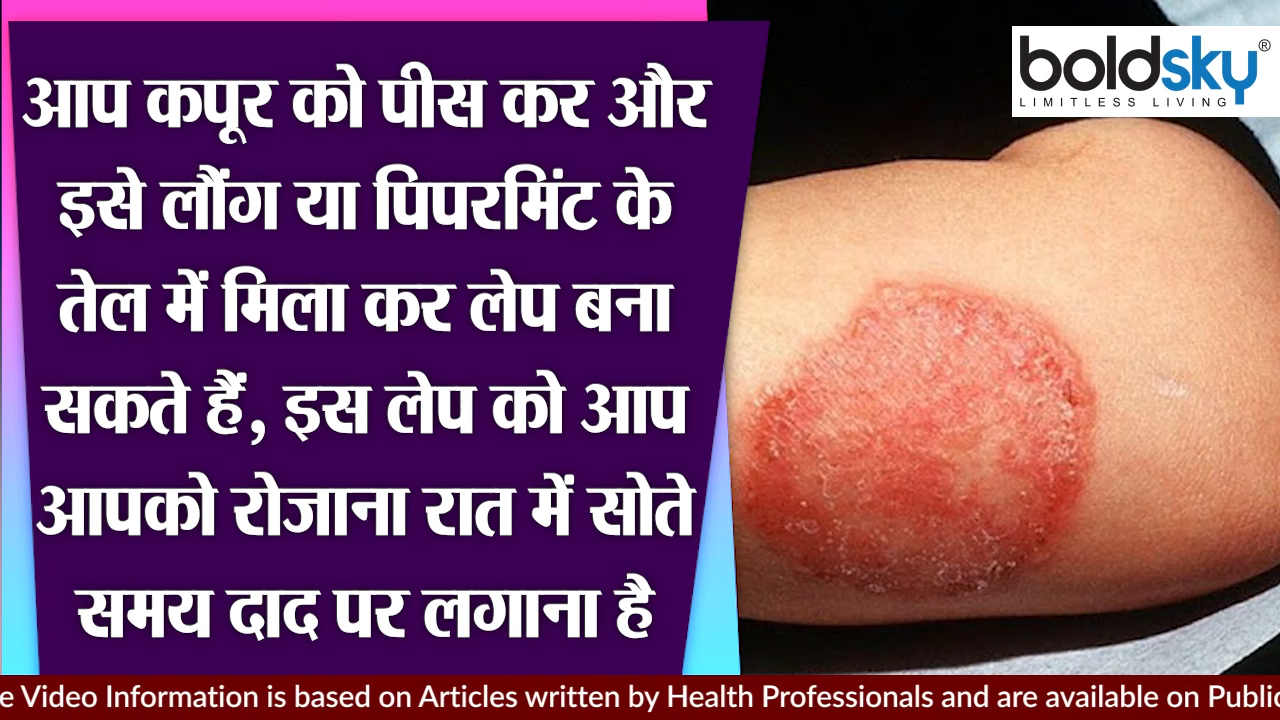 आप कपूर को पीस कर और
इसे लौंग या पिपरमिंट के
तेल में मिला कर लेप बना
सकते हैं, इस लेप को आप
आपको रोजाना रात में सोते
समय दाद पर लगाना है
boldsky®
LIMITLESS LIVING
e Video Information is based on Articles written by Health Professionals and are available on Public